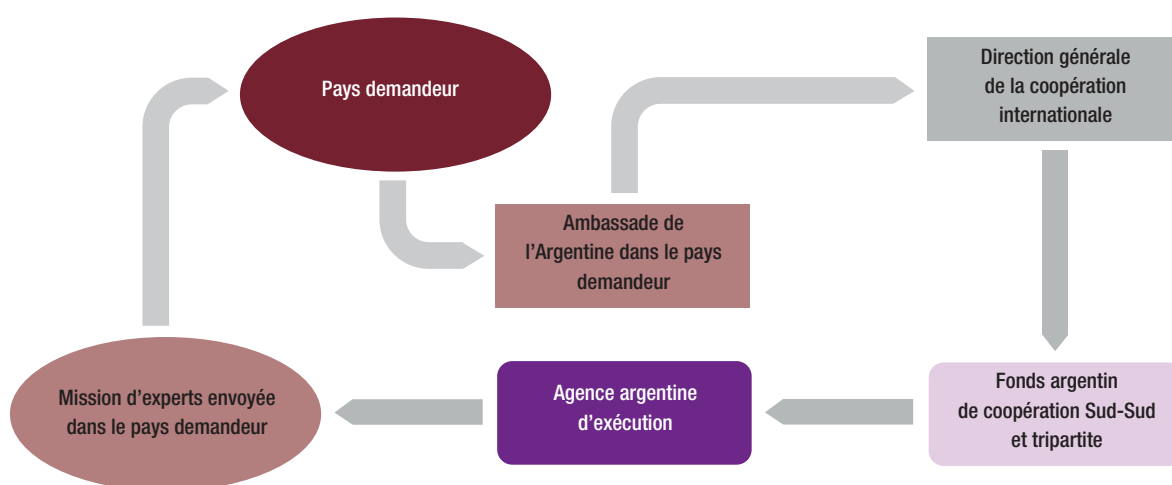 Pays demandeur
Direction générale
de la coopération
internationale
Ambassade de
l'Argentine dans le pays
demandeur
Mission d'experts envoyée
dans le pays demandeur
Agence argentine
d'exécution
Fonds argentin
de coopération Sud-Sud
et tripartite